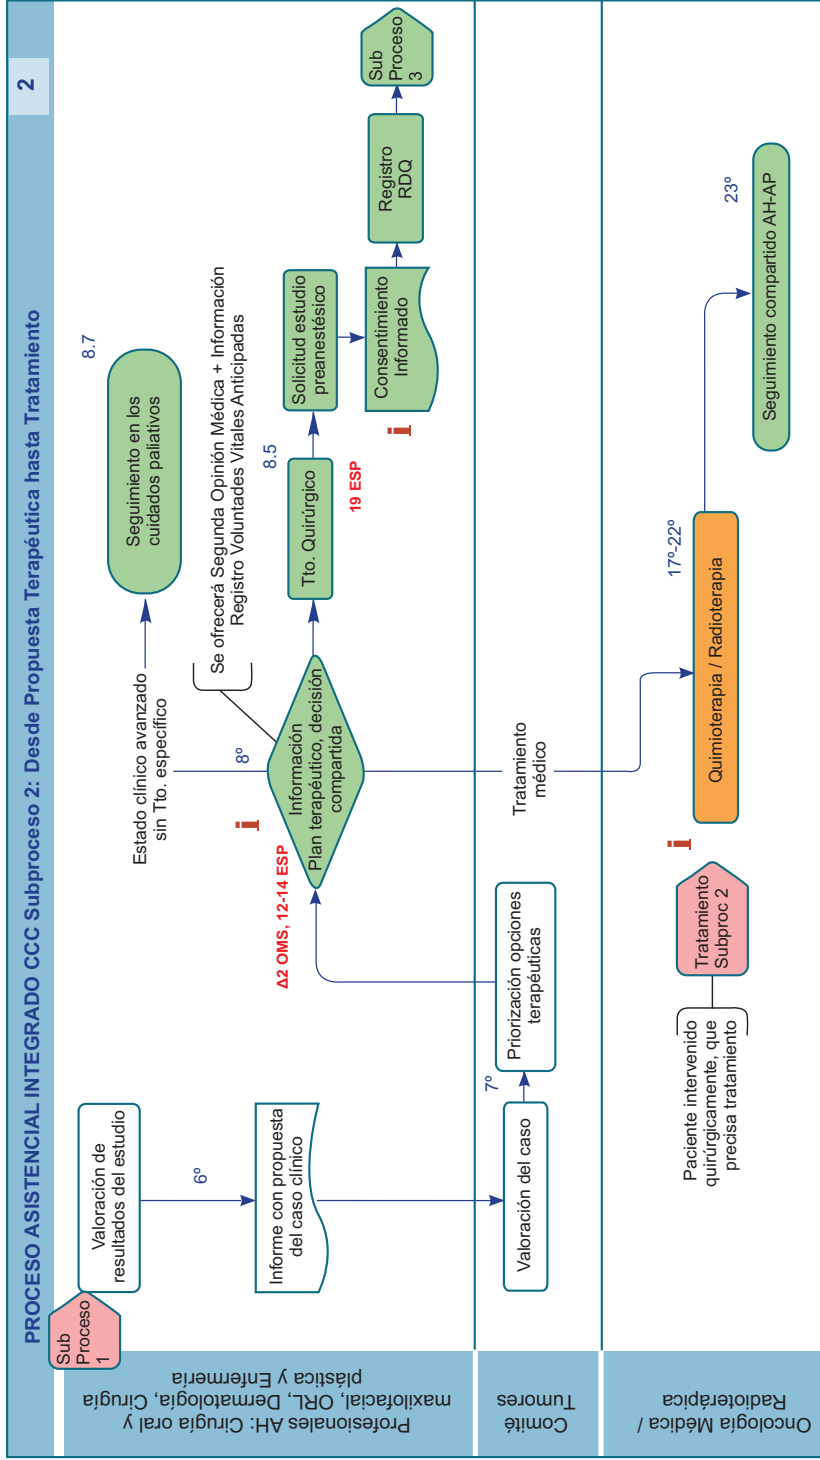 PROCESO ASISTENCIAL INTEGRADO CCC Subproceso 2: Desde Propuesta Terapéutica hasta Tratamiento
2
Profesionales AH: Cirugía oral y
maxilofacial, ORL, Dermatología, Cirugía
plástica y Enfermería
Sub
Proceso
1
Valoración de
resultados del estudio
6º
Informe con propuesta
del caso clínico
Estado clínico avanzado
sin Tto. específico
8.7
Seguimiento en los
cuidados paliativos
8º
Se ofrecerá Segunda Opinión Médica + Información
Registro Voluntades Vitales Anticipadas
i
Δ2 OMS, 12-14 ESP
Información
Plan terapéutico, decisión
compartida
8.5
Tto. Quirúrgico
19 ESP
Solicitud estudio
preanestésico
Consentimiento
Informado
i
Registro
RDQ
Sub
Proceso
3
Comité
Tumores
Valoración del caso
7º
Priorización opciones
terapéuticas
Tratamiento
médico
Oncología Médica /
Radioterápica
Paciente intervenido
quirúrgicamente, que
precisa tratamiento
Tratamiento
Subproc 2
i
17º-22º
Quimioterapia / Radioterapia
23º
Seguimiento compartido AH-AP